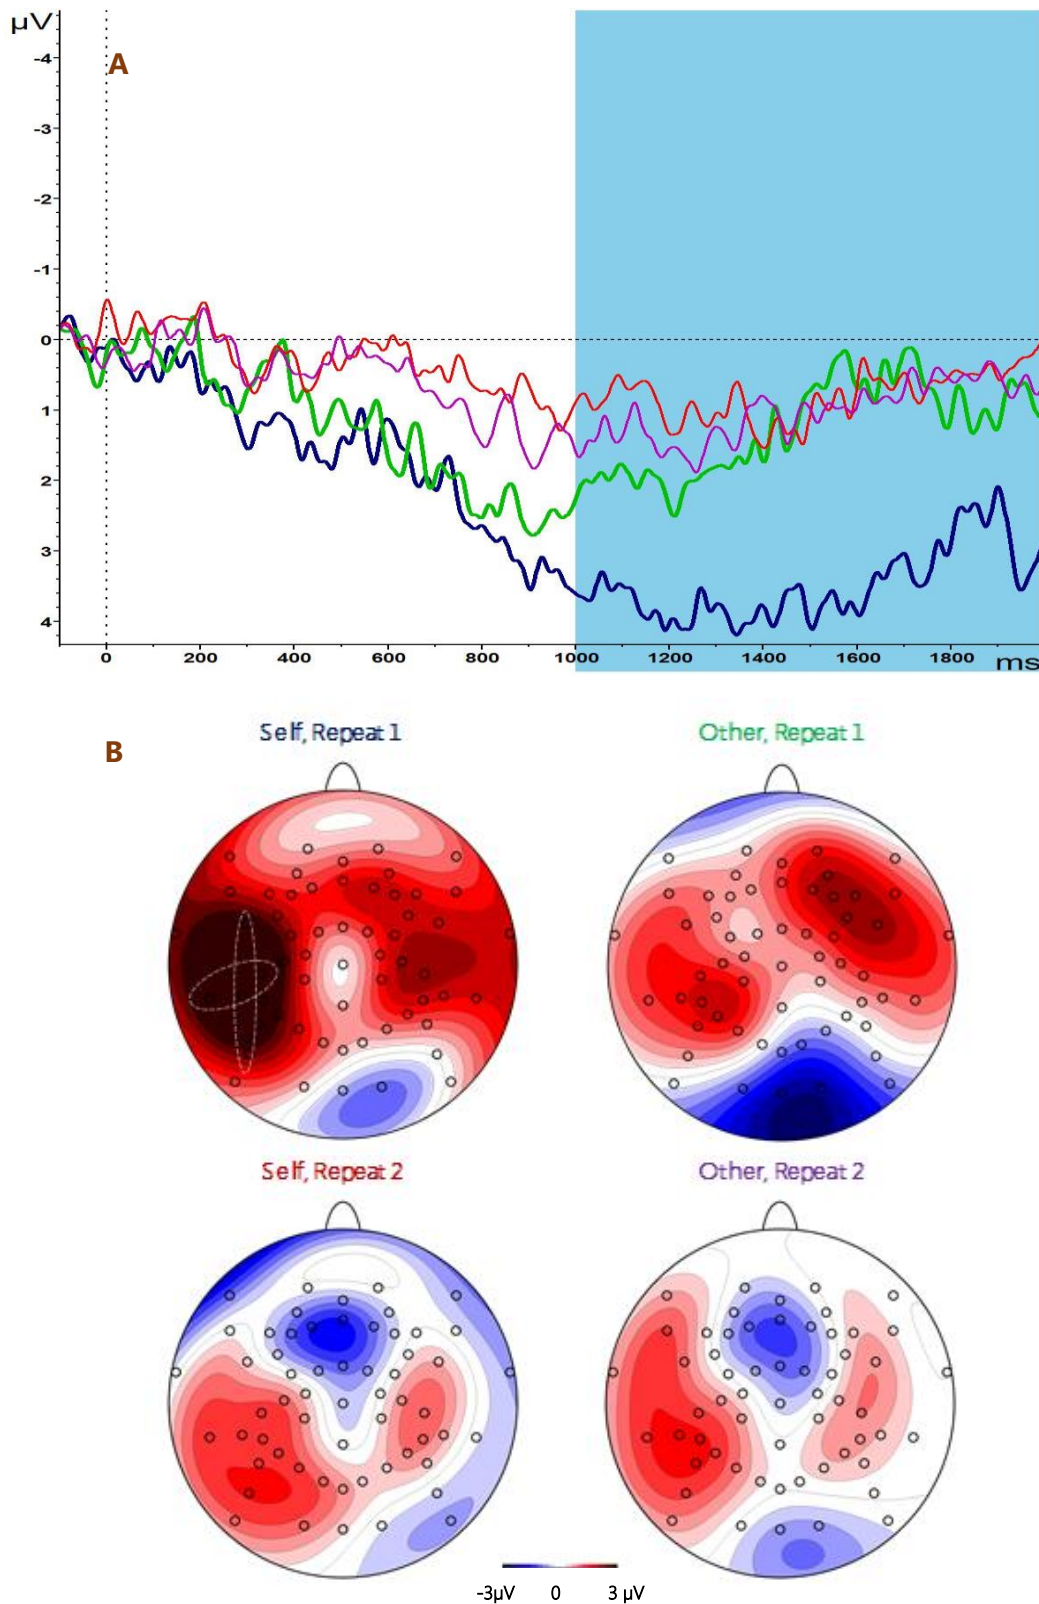 µV
A
-4
-3
-2
-1
0
1
2
3
4
0 200 400 600 800 1000 1200 1400 1600 1800 ms
B
Self, Repeat 1 Other, Repeat 1
Self, Repeat 2 Other, Repeat 2
-3µV 0 3 µV